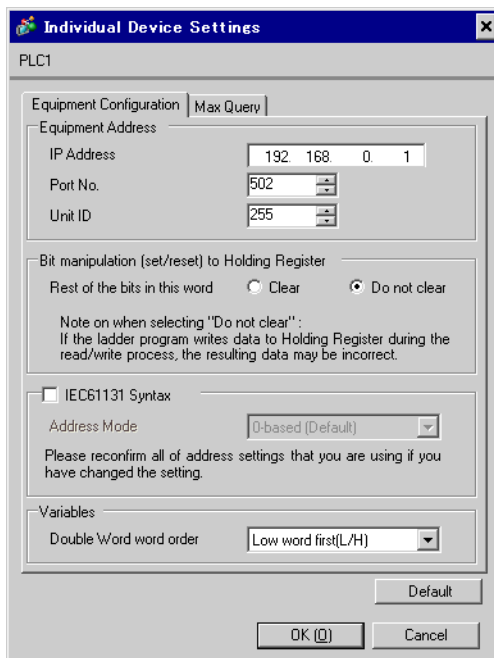 Individual Device Settings
PLC1
Equipment Configuration Max Query
Equipment Address
IP Address 192. 168. 0. 1
Port No. 502
Unit ID 255
Bit manipulation (set/reset) to Holding Register
Rest of the bits in this word Clear Do not clear
Note on when selecting "Do not clear" :
If the ladder program writes data to Holding Register during the
read/write process, the resulting data may be incorrect.
IEC61131 Syntax
Address Mode 0-based (Default)
Please reconfirm all of address settings that you are using if you
have changed the setting.
Variables
Double Word word order Low word first(L/H)
Default
OK (O) Cancel